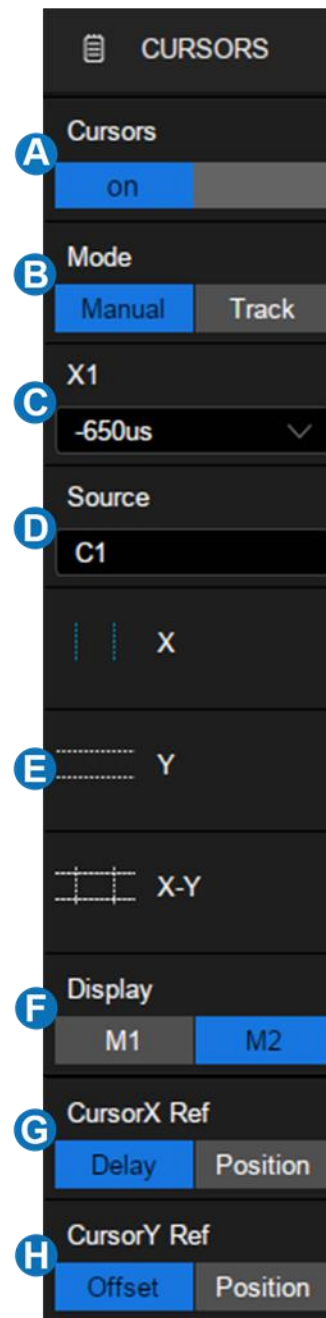 CURSORS
Cursors
A
on
Mode
B
Manual Track
X1
C
-650us
Source
D
C1
X
E
Y
X-Y
Display
F
M1 M2
CursorX Ref
G
Delay Position
CursorY Ref
H
Offset Position